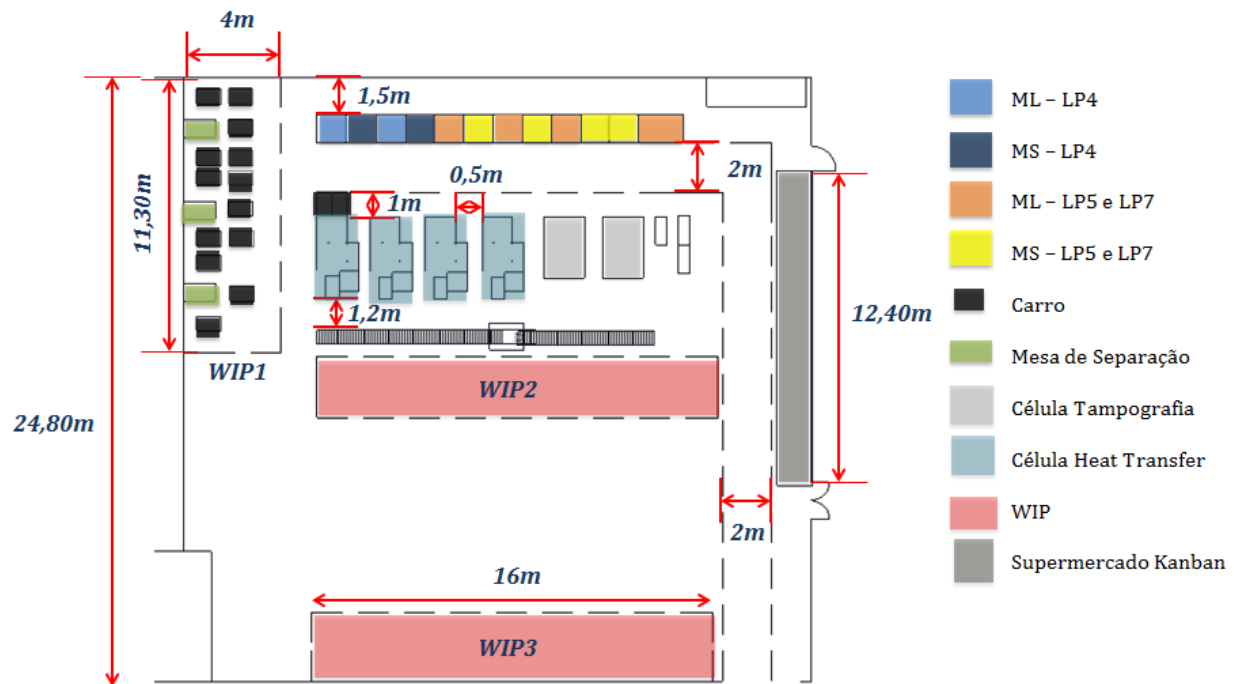 4m
1,5m
0,5m
2m
1m
11,30m
1,2m
WIP1
WIP2
24,80m
12,40m
2m
16m
WIP3
ML – LP4
MS – LP4
ML – LP5 e LP7
MS – LP5 e LP7
Carro
Mesa de Separação
Célula Tampografia
Célula Heat Transfer
WIP
Supermercado Kanban